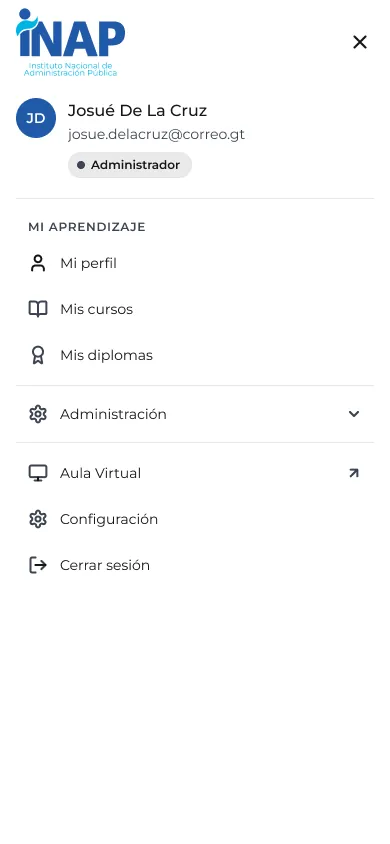 iNAP
Instituto Nacional de
Administración Pública
JD
Josué De La Cruz
josue.delacruz@correo.gt
Administrador
MI APRENDIZAJE
Mi perfil
Mis cursos
Mis diplomas
Administración
Aula Virtual
Configuración
Cerrar sesión